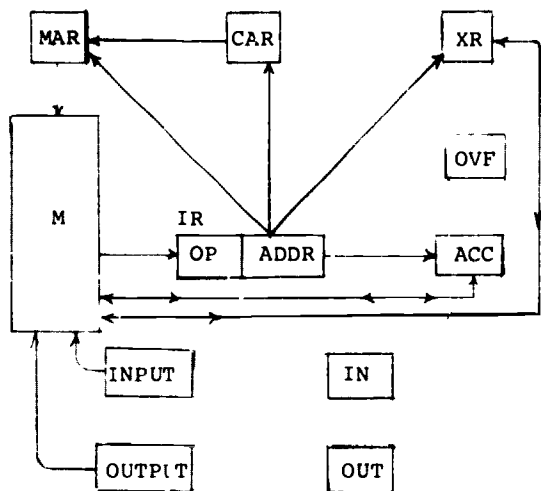 MAR CAR XR
OVF
M
IR
OP ADDR ACC
INPUT IN
OUTPUT OUT